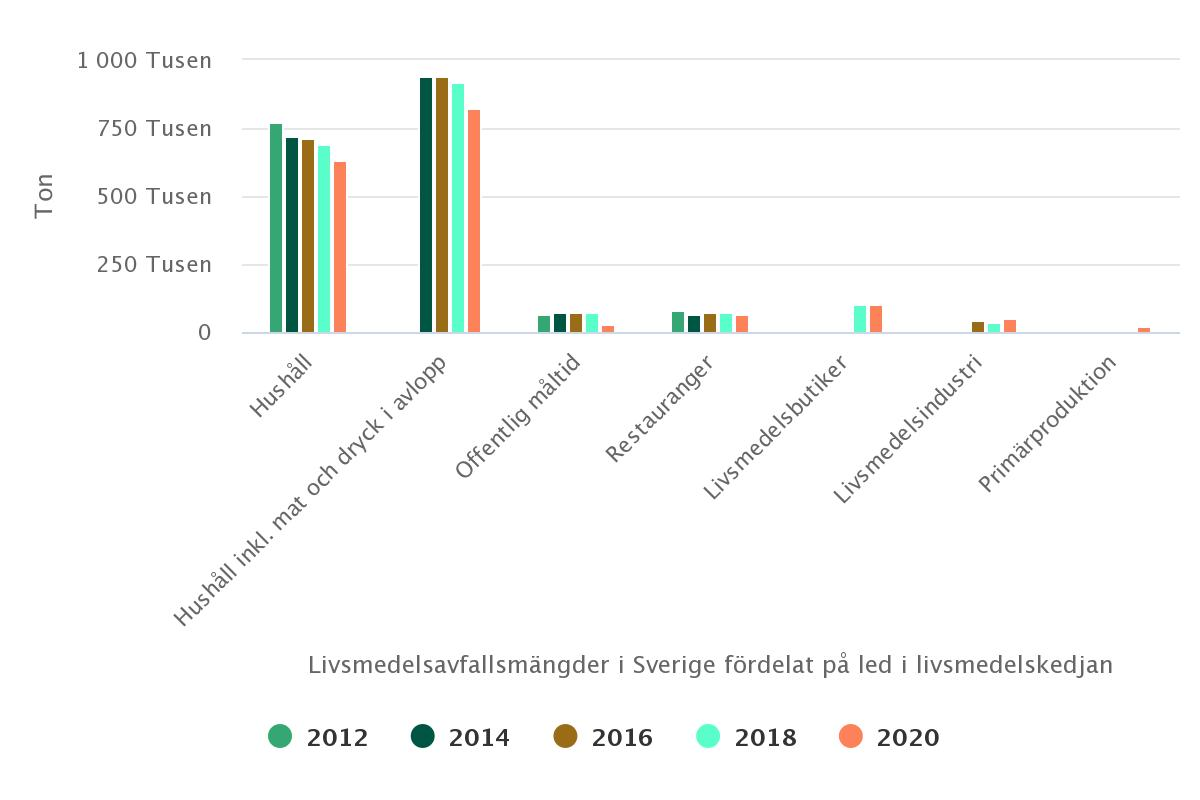 1 000 Tusen
750 Tusen
500 Tusen
250 Tusen
0
Ton
Hushåll
Hushåll inkl. mat och dryck i avlopp
Offentlig måltid
Restauranger
Livsmedelsbutiker
Livsmedelsindustri
Primärproduktion
Livsmedelsavfallsmängder i Sverige fördelat på led i livsmedelskedjan
2012 2014 2016 2018 2020